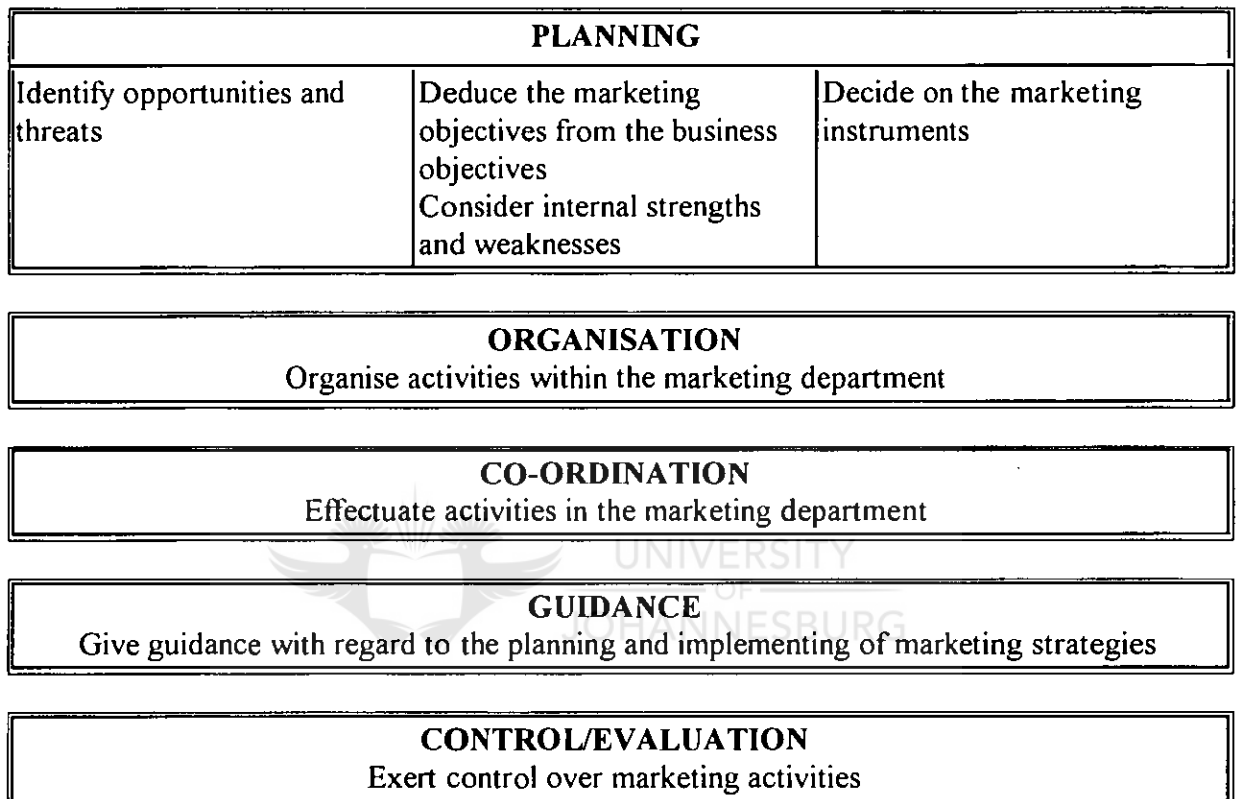 PLANNING
Identify opportunities and
threats
Deduce the marketing
objectives from the business
objectives
Consider internal strengths
and weaknesses
Decide on the marketing
instruments
ORGANISATION
Organise activities within the marketing department
CO-ORDINATION
Effectuate activities in the marketing department
UNIVERSITY
OF
JOHANNESBURG
GUIDANCE
Give guidance with regard to the planning and implementing of marketing strategies
CONTROL/EVALUATION
Exert control over marketing activities